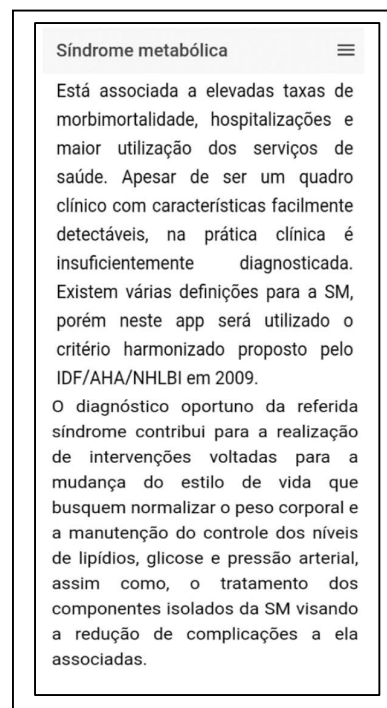 Síndrome metabólica
Está associada a elevadas taxas de
morbimortalidade, hospitalizações e
maior utilização dos serviços de
saúde. Apesar de ser um quadro
clínico com características facilmente
detectáveis, na prática clínica é
insuficientemente diagnosticada.
Existem várias definições para a SM,
porém neste app será utilizado o
critério harmonizado proposto pelo
IDF/AHA/NHLBI em 2009.
O diagnóstico oportuno da referida
síndrome contribui para a realização
de intervenções voltadas para a
mudança do estilo de vida que
busquem normalizar o peso corporal e
a manutenção do controle dos níveis
de lipídios, glicose e pressão arterial,
assim como, o tratamento dos
componentes isolados da SM visando
a redução de complicações a ela
associadas.